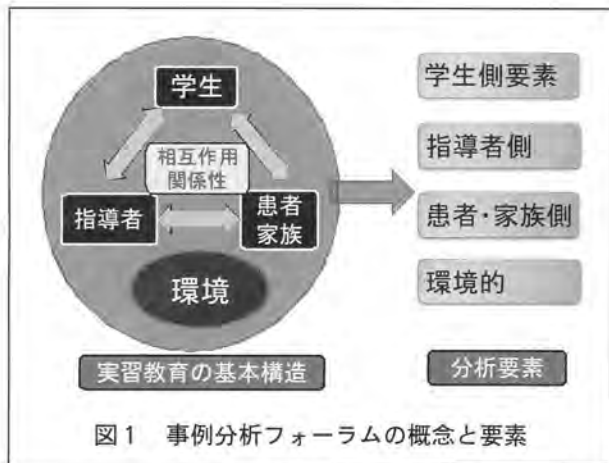 学生
相互作用
関係性
指導者
患者
家族
環境
実習教育の基本構造
学生側要素
指導者側
患者・家族側
環境的
分析要素
図1 事例分析フォーラムの概念と要素